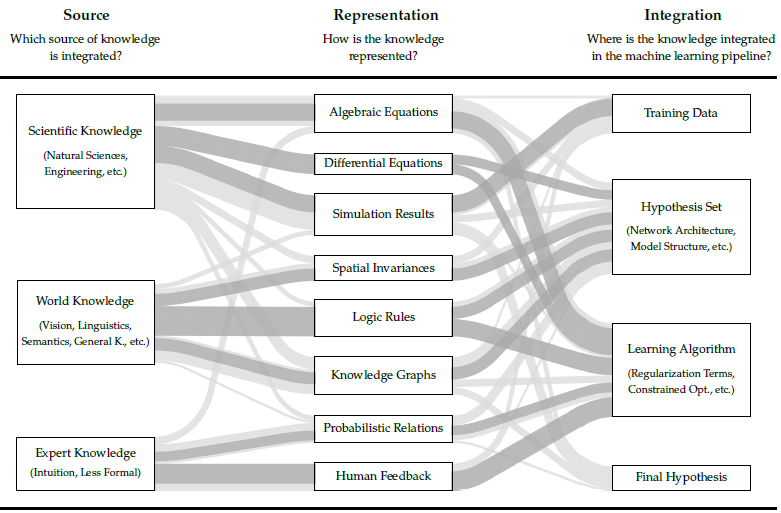 Source
Which source of knowledge
is integrated?
Representation
How is the knowledge
represented?
Integration
Where is the knowledge integrated
in the machine learning pipeline?
Scientific Knowledge
(Natural Sciences,
Engineering, etc.)
World Knowledge
(Vision, Linguistics,
Semantics, General K., etc.)
Expert Knowledge
(Intuition, Less Formal)
Algebraic Equations
Differential Equations
Simulation Results
Spatial Invariances
Logic Rules
Knowledge Graphs
Probabilistic Relations
Human Feedback
Training Data
Hypothesis Set
(Network Architecture,
Model Structure, etc.)
Learning Algorithm
(Regularization Terms,
Constrained Opt., etc.)
Final Hypothesis